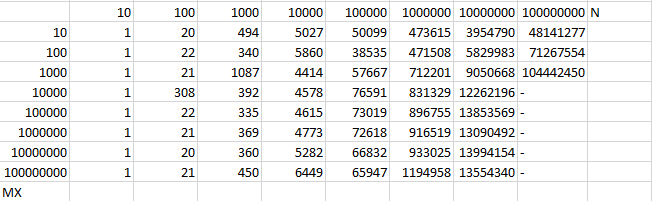 10 100 1000 10000 100000 1000000 10000000 100000000 N
10 1 20 494 5027 50099 473615 3954790 48141277
100 1 22 340 5860 38535 471508 5829983 71267554
1000 1 21 1087 4414 57667 712201 9050668 104442450
10000 1 308 392 4578 76591 831329 12262196 -
100000 1 22 335 4615 73019 896755 13853569 -
1000000 1 21 369 4773 72618 916519 13090492 -
10000000 1 20 360 5282 66832 933025 13994154 -
100000000 1 21 450 6449 65947 1194958 13554340 -
MX